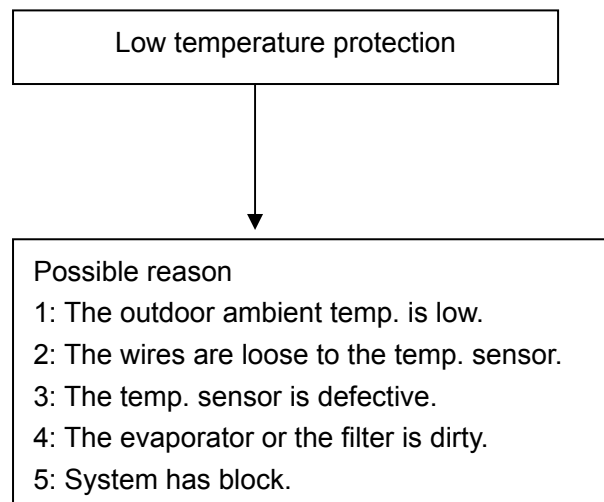 Low temperature protection
Possible reason
1: The outdoor ambient temp. is low.
2: The wires are loose to the temp. sensor.
3: The temp. sensor is defective.
4: The evaporator or the filter is dirty.
5: System has block.